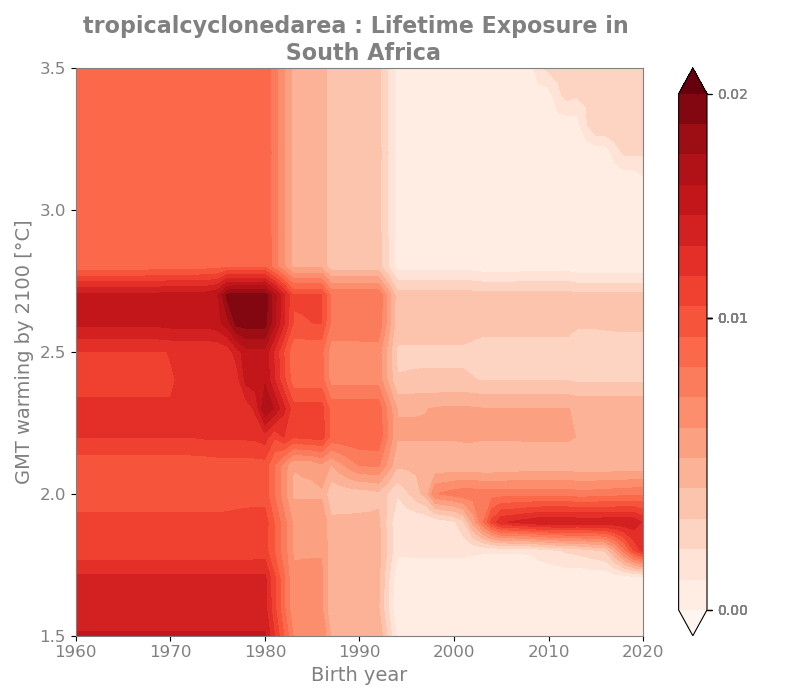 tropicalcyclonedarea : Lifetime Exposure in
South Africa
3.5
3.0
2.5
2.0
1.5
GMT warming by 2100 [°C]
1960 1970 1980 1990 2000 2010 2020
Birth year
0.02
0.01
0.00